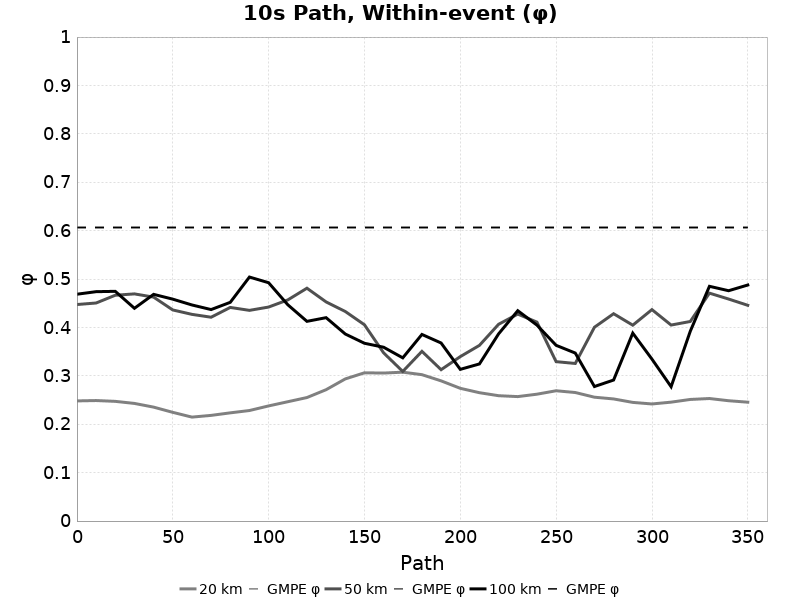 10s Path, Within-event (φ)
1
0.9
0.8
0.7
0.6
0.5
0.4
0.3
0.2
0.1
0
φ
0 50 100 150 200 250 300 350
Path
20 km GMPE φ 50 km GMPE φ 100 km GMPE φ